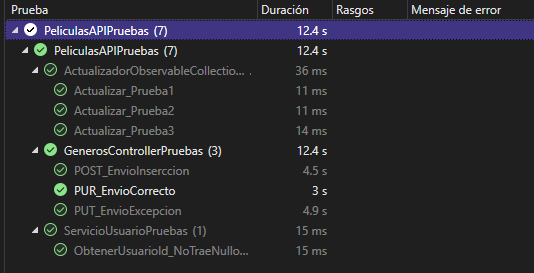 Prueba Duración Rasgos Mensaje de error
PeliculasAPIPruebas (7) 12.4 s
PeliculasAPIPruebas (7) 12.4 s
ActualizadorObservableCollectio... 36 ms
Actualizar_Prueba1 11 ms
Actualizar_Prueba2 11 ms
Actualizar_Prueba3 14 ms
GenerosControllerPruebas (3) 12.4 s
POST_EnvioInserccion 4.5 s
PUR_EnvioCorrecto 3 s
PUT_EnvioExcepcion 4.9 s
ServicioUsuarioPruebas (1) 15 ms
ObtenerUsuarioId_NoTraeNullo... 15 ms